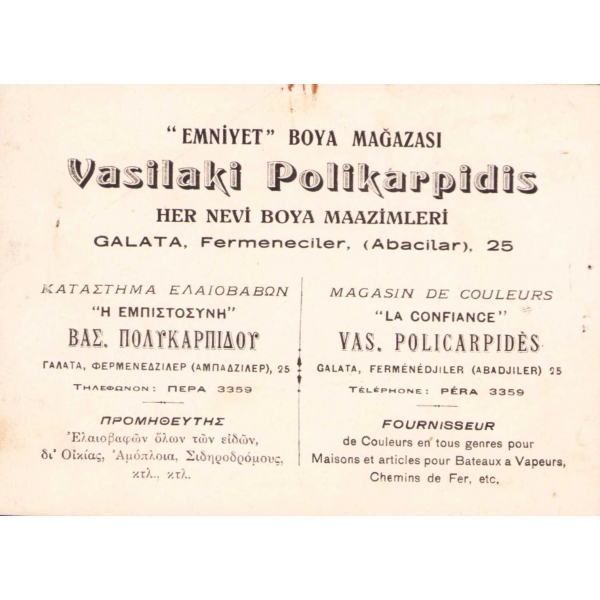 "EMNİYET" BOYA MAĞAZASI
Vasilaki Polikarpidis
HER NEVİ BOYA MAAZİMLERİ
GALATA, Fermeneciler, (Abacilar), 25
ΚΑΤΑΣΤΗΜΑ ΕΛΑΙΟΒΑΒΩΝ
"Η ΕΜΠΙΣΤΟΣΥΝΗ"
ΒΑΣ. ΠΟΛΥΚΑΡΠΙΔΟΥ
ΓΑΛΑΤΑ, ΦΕΡΜΕΝΕΔΖΙΛΕΡ (ΑΜΠΑΔΖΙΛΕΡ), 25
ΤΗΛΕΦΩΝΟΝ: ΠΕΡΑ 3359
ΠΡΟΜΗΘΕΥΤΗΣ
Ἐλαιοβαφῶν ὅλων τῶν εἰδῶν,
δι' Οἰκίας, Ἀμόπλοια, Σιδηροδρόμους,
κτλ., κτλ.
MAGASIN DE COULEURS
"LA CONFIANCE"
VAS. POLICARPIDÈS
GALATA, FERMÉNÉDJILER (ABADJILER) 25
TÉLÉPHONE: PÉRA 3359
FOURNISSEUR
de Couleurs en tous genres pour
Maisons et articles pour Bateaux a Vapeurs,
Chemins de Fer, etc.